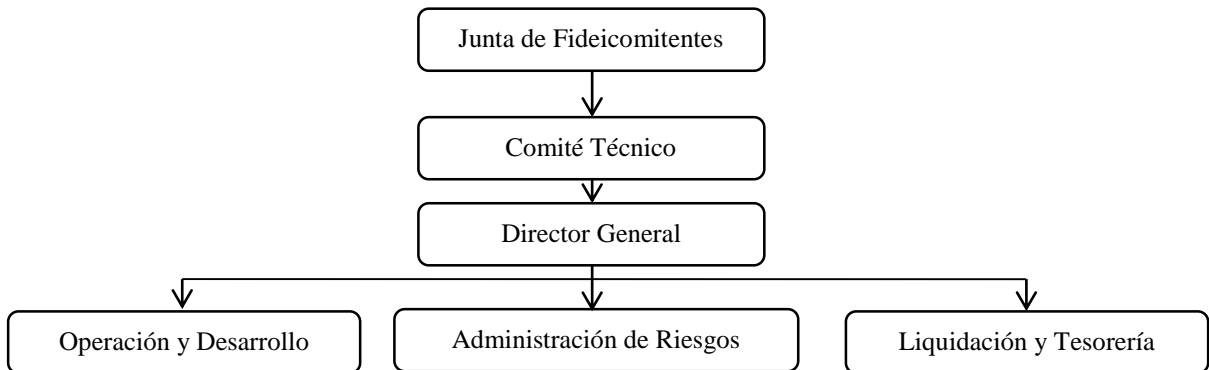 Junta de Fideicomitentes
Comité Técnico
Director General
Operación y Desarrollo
Administración de Riesgos
Liquidación y Tesorería